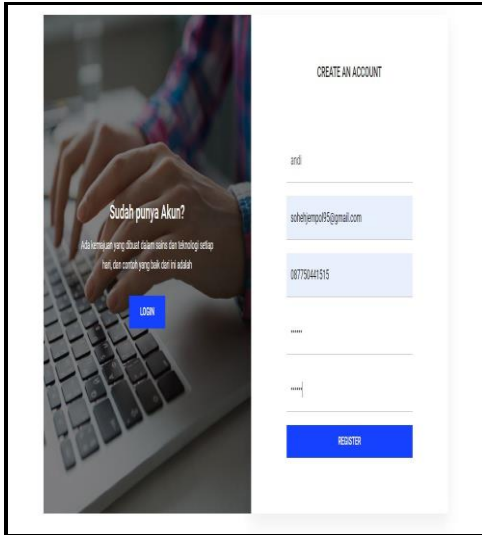 Sudah punya Akun?
Ada kemajuan yang dibuat dalam sains dan teknologi setiap
hari, dan contoh yang baik dari ini adalah
LOGIN
CREATE AN ACCOUNT
andi
sohehjempol95@gmail.com
087750441515
••••••
••••••
REGISTER